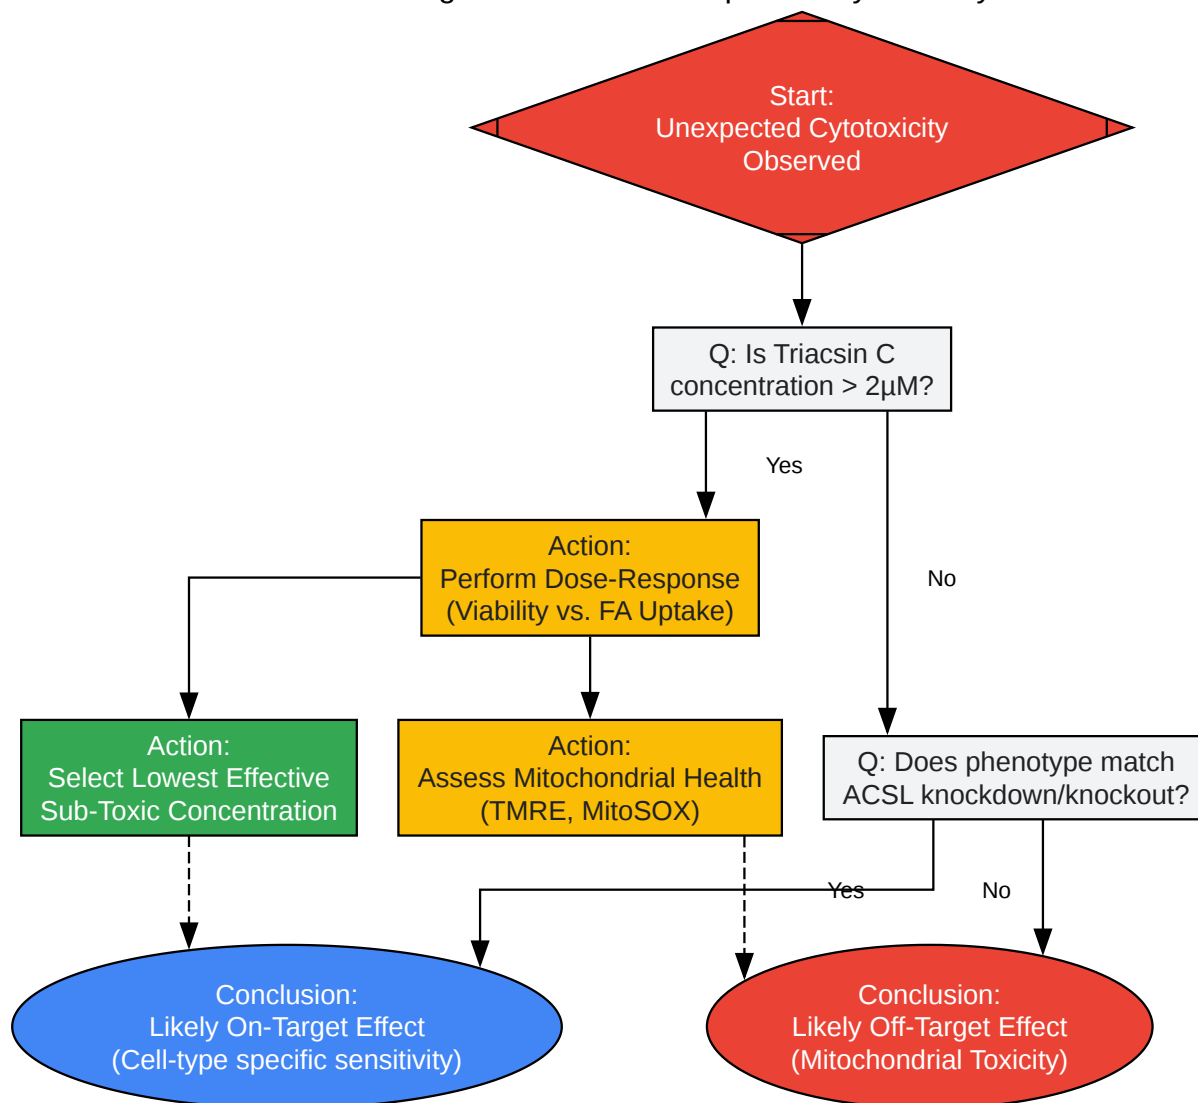 Start:
Unexpected Cytotoxicity
Observed
Q: Is Triacsin C
concentration > 2µM?
Yes
No
Action:
Perform Dose-Response
(Viability vs. FA Uptake)
Action:
Select Lowest Effective
Sub-Toxic Concentration
Action:
Assess Mitochondrial Health
(TMRE, MitoSOX)
Q: Does phenotype match
ACSL knockdown/knockout?
Yes
No
Conclusion:
Likely On-Target Effect
(Cell-type specific sensitivity)
Conclusion:
Likely Off-Target Effect
(Mitochondrial Toxicity)